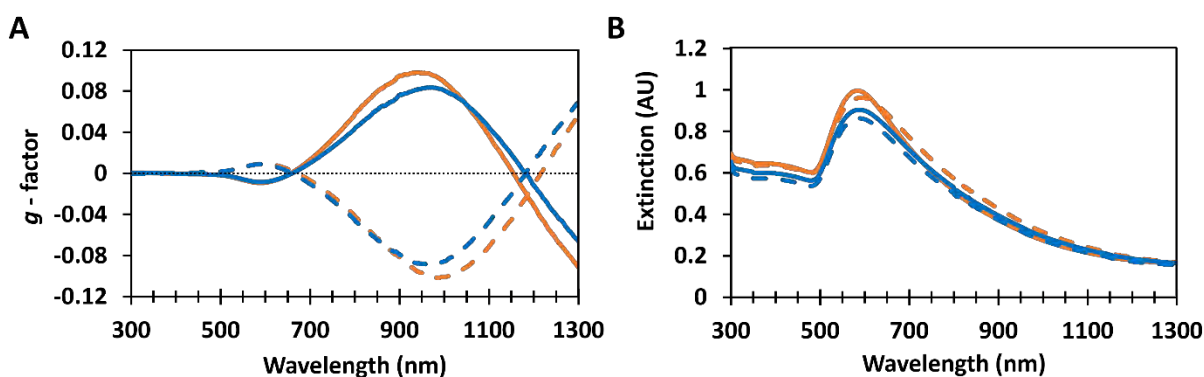 A
g - factor
0.12
0.08
0.04
0
-0.04
-0.08
-0.12
300 500 700 900 1100 1300
Wavelength (nm)
B
Extinction (AU)
1.2
1
0.8
0.6
0.4
0.2
0
300 500 700 900 1100 1300
Wavelength (nm)